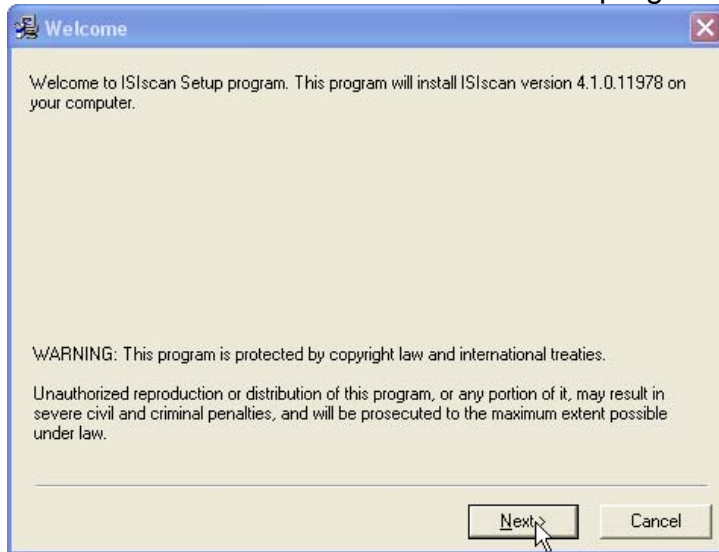 Welcome
Welcome to ISIscan Setup program. This program will install ISIscan version 4.1.0.11978 on
your computer.
WARNING: This program is protected by copyright law and international treaties.
Unauthorized reproduction or distribution of this program, or any portion of it, may result in
severe civil and criminal penalties, and will be prosecuted to the maximum extent possible
under law.
Next >
Cancel